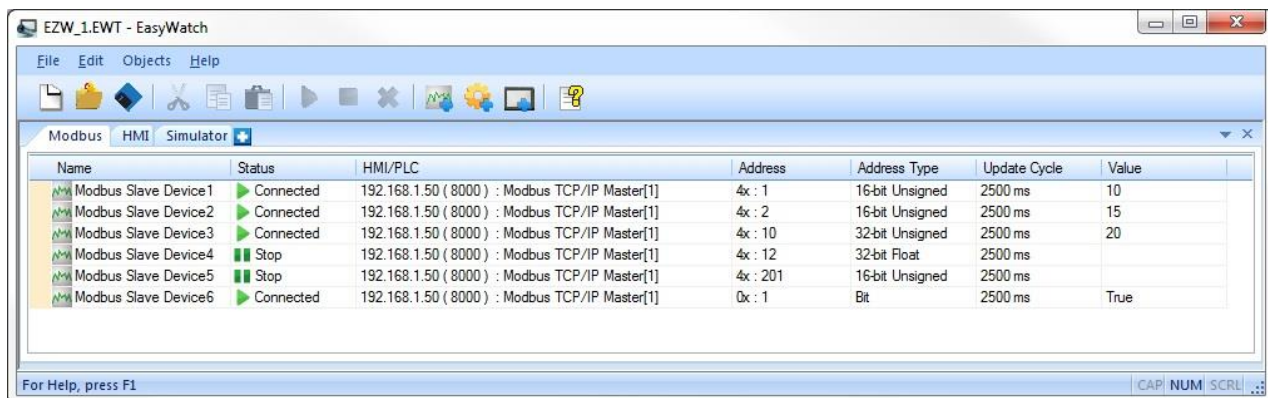 EZW_1.EWT - EasyWatch
File Edit Objects Help
Modbus HMI Simulator
Name Status HMI/PLC Address Address Type Update Cycle Value
Modbus Slave Device1 Connected 192.168.1.50 ( 8000 ) : Modbus TCP/IP Master[1] 4x : 1 16-bit Unsigned 2500 ms 10
Modbus Slave Device2 Connected 192.168.1.50 ( 8000 ) : Modbus TCP/IP Master[1] 4x : 2 16-bit Unsigned 2500 ms 15
Modbus Slave Device3 Connected 192.168.1.50 ( 8000 ) : Modbus TCP/IP Master[1] 4x : 10 32-bit Unsigned 2500 ms 20
Modbus Slave Device4 Stop 192.168.1.50 ( 8000 ) : Modbus TCP/IP Master[1] 4x : 12 32-bit Float 2500 ms
Modbus Slave Device5 Stop 192.168.1.50 ( 8000 ) : Modbus TCP/IP Master[1] 4x : 201 16-bit Unsigned 2500 ms
Modbus Slave Device6 Connected 192.168.1.50 ( 8000 ) : Modbus TCP/IP Master[1] 0x : 1 Bit 2500 ms True
For Help, press F1 CAP NUM SCRL